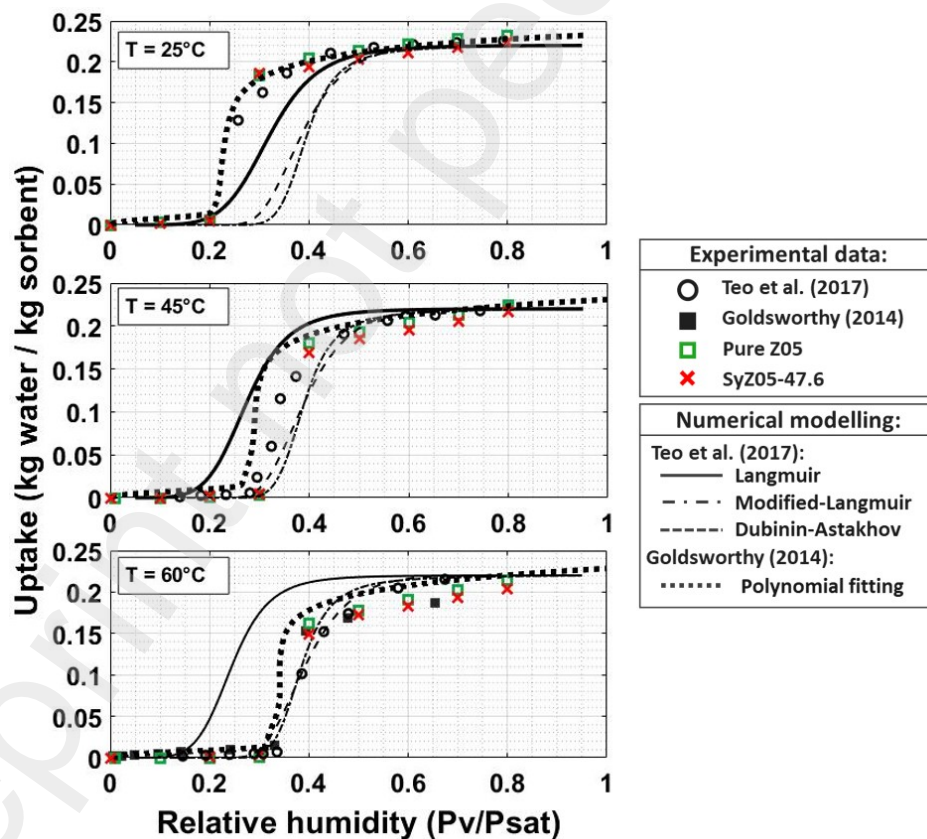 0.25
T = 25°C
0.2
0.15
0.1
0.05
0
0 0.2 0.4 0.6 0.8 1
0.25
T = 45°C
0.2
0.15
0.1
0.05
0
0 0.2 0.4 0.6 0.8 1
0.25
T = 60°C
0.2
0.15
0.1
0.05
0
0 0.2 0.4 0.6 0.8 1
Uptake (kg water / kg sorbent)
Relative humidity (Pv/Psat)
Experimental data:
Teo et al. (2017)
Goldsworthy (2014)
Pure Z05
SyZ05-47.6
Numerical modelling:
Teo et al. (2017):
Langmuir
Modified-Langmuir
Dubinin-Astakhov
Goldsworthy (2014):
Polynomial fitting
eprint not pe